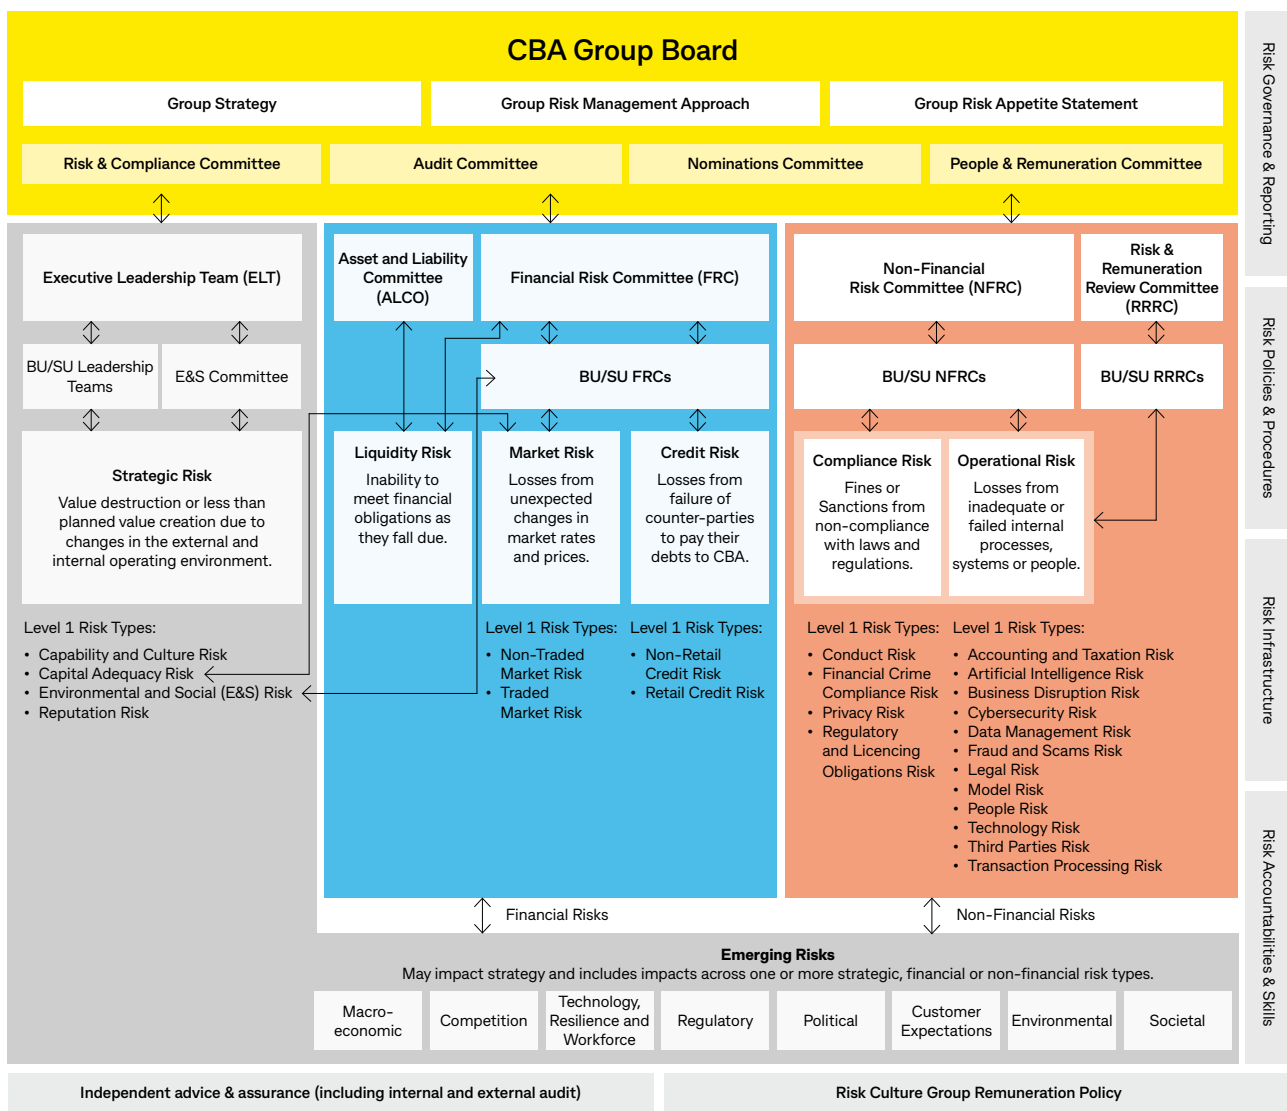 CBA Group Board
Group Strategy
Group Risk Management Approach
Group Risk Appetite Statement
Risk & Compliance Committee
Audit Committee
Nominations Committee
People & Remuneration Committee
Executive Leadership Team (ELT)
BU/SU Leadership
Teams
E&S Committee
Strategic Risk
Value destruction or less than
planned value creation due to
changes in the external and
internal operating environment.
Level 1 Risk Types:
• Capability and Culture Risk
• Capital Adequacy Risk
• Environmental and Social (E&S) Risk
• Reputation Risk
Asset and Liability
Committee
(ALCO)
Financial Risk Committee (FRC)
BU/SU FRCs
Liquidity Risk
Inability to
meet financial
obligations as
they fall due.
Market Risk
Losses from
unexpected
changes in
market rates
and prices.
Credit Risk
Losses from
failure of
counter-parties
to pay their
debts to CBA.
Level 1 Risk Types:
• Non-Traded
Market Risk
• Traded
Market Risk
Level 1 Risk Types:
• Non-Retail
Credit Risk
• Retail Credit Risk
Non-Financial
Risk Committee (NFRC)
Risk &
Remuneration
Review Committee
(RRRC)
BU/SU NFRCs
BU/SU RRRCs
Compliance Risk
Fines or
Sanctions from
non-compliance
with laws and
regulations.
Operational Risk
Losses from
inadequate or
failed internal
processes,
systems or people.
Level 1 Risk Types:
• Conduct Risk
• Financial Crime
Compliance Risk
• Privacy Risk
• Regulatory
and Licencing
Obligations Risk
Level 1 Risk Types:
• Accounting and Taxation Risk
• Artificial Intelligence Risk
• Business Disruption Risk
• Cybersecurity Risk
• Data Management Risk
• Fraud and Scams Risk
• Legal Risk
• Model Risk
• People Risk
• Technology Risk
• Third Parties Risk
• Transaction Processing Risk
Financial Risks
Non-Financial Risks
Emerging Risks
May impact strategy and includes impacts across one or more strategic, financial or non-financial risk types.
Macro-
economic
Competition
Technology,
Resilience and
Workforce
Regulatory
Political
Customer
Expectations
Environmental
Societal
Independent advice & assurance (including internal and external audit)
Risk Culture Group Remuneration Policy
Risk Governance & Reporting
Risk Policies & Procedures
Risk Infrastructure
Risk Accountabilities & Skills